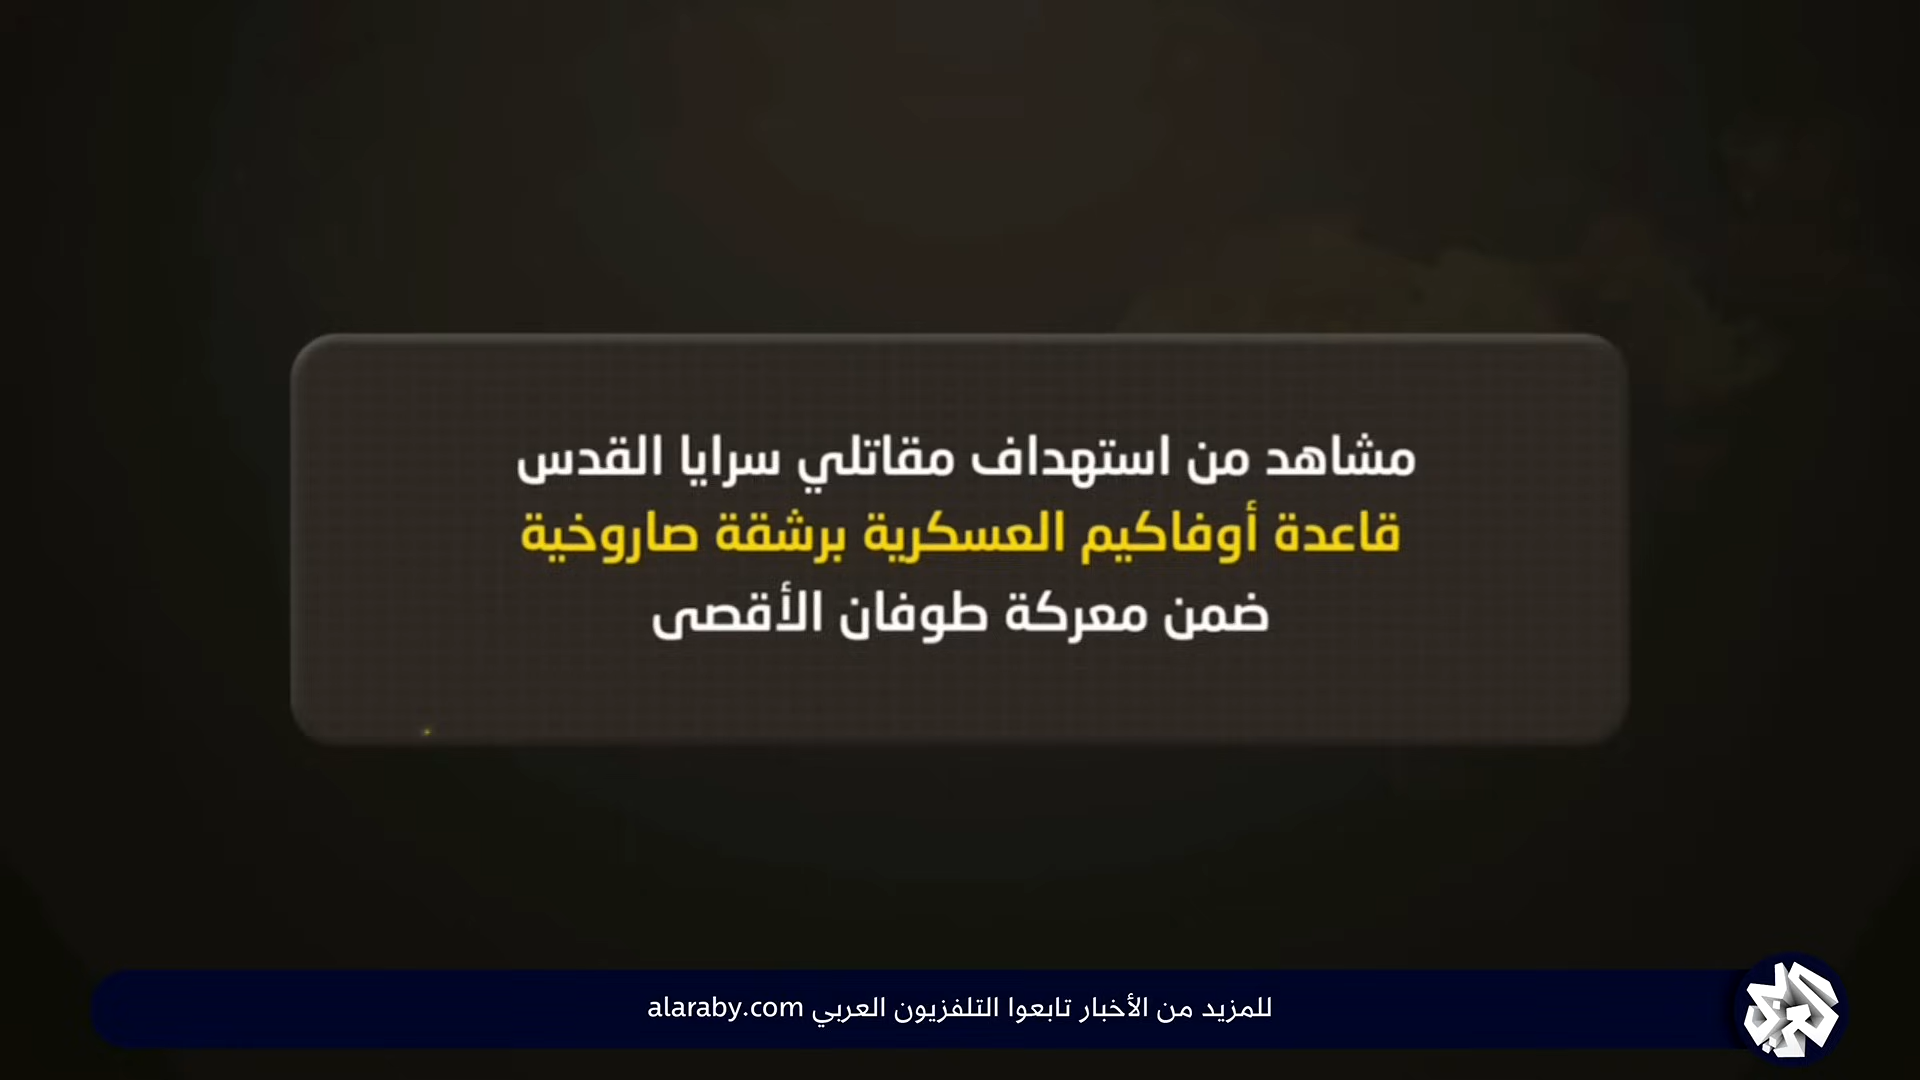 مشاهد من استهداف مقاتلي سرايا القدس
قاعدة أوفاكيم العسكرية برشقة صاروخية
ضمن معركة طوفان الأقصى
للمزيد من الأخبار تابعوا التلفزيون العربي alaraby.com
العربي